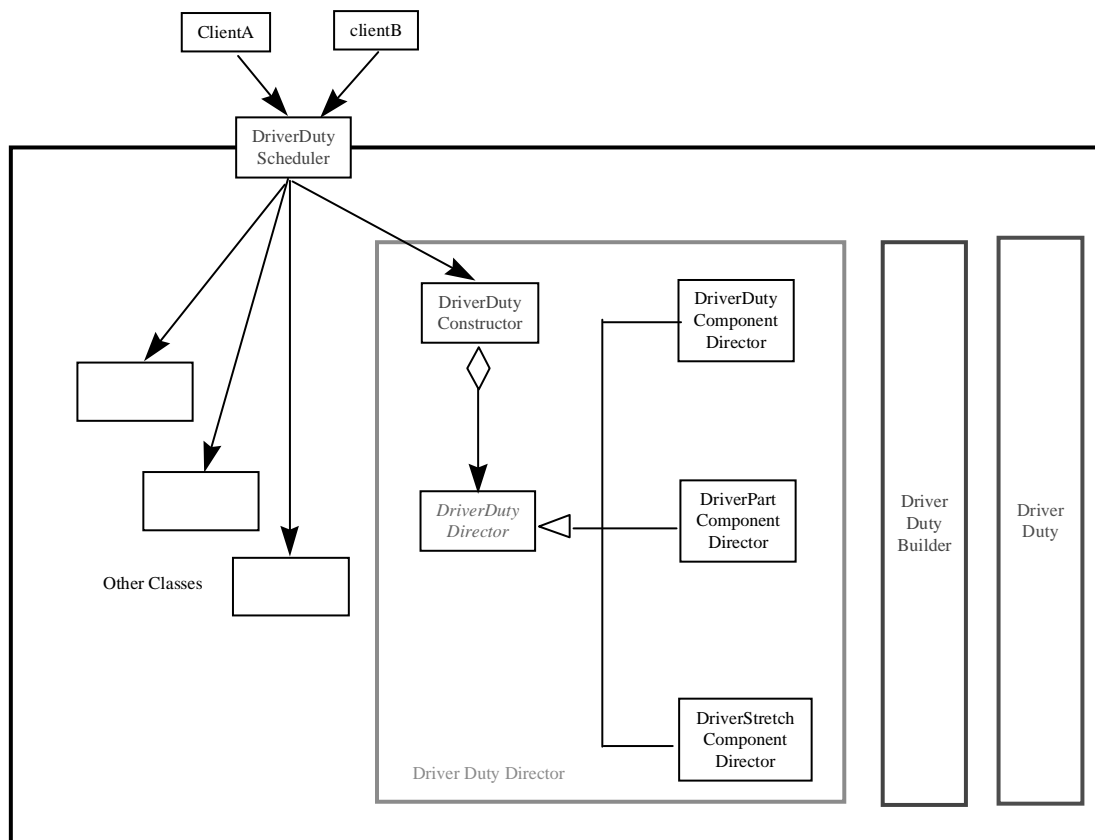 ClientA
clientB
DriverDuty
Scheduler
DriverDuty
Constructor
DriverDuty
Component
Director
DriverDuty
Director
DriverPart
Component
Director
Driver
Duty
Builder
Driver
Duty
Other Classes
DriverStretch
Component
Director
Driver Duty Director